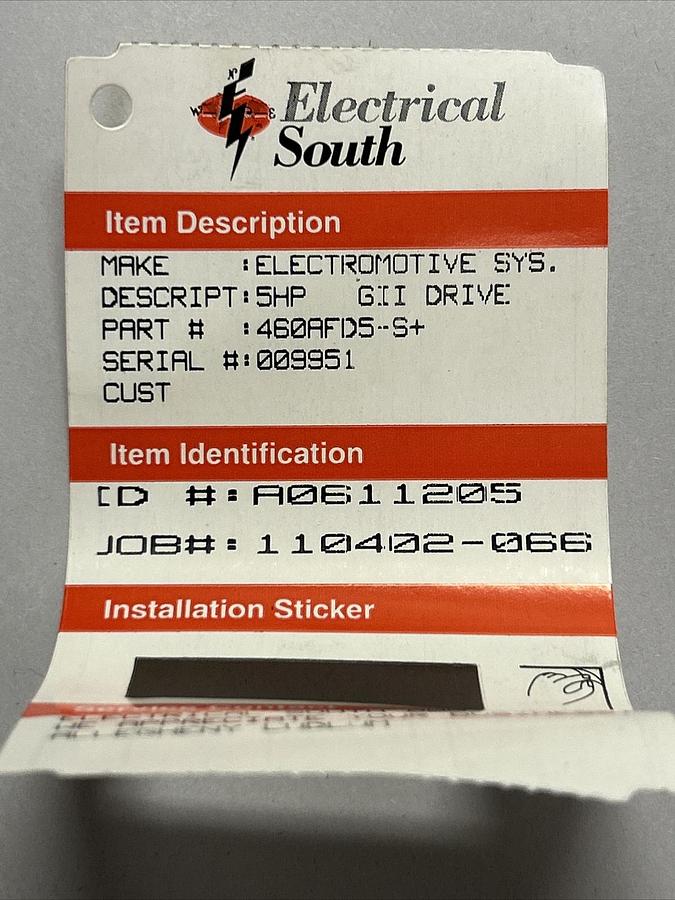 N
W E
Electrical
South
Item Description
MAKE :ELECTROMOTIVE SYS.
DESCRIPT:5HP GII DRIVE
PART # :460AFD5-S+
SERIAL #:009951
CUST
Item Identification
ID #:A0611205
JOB#:110402-066
Installation Sticker